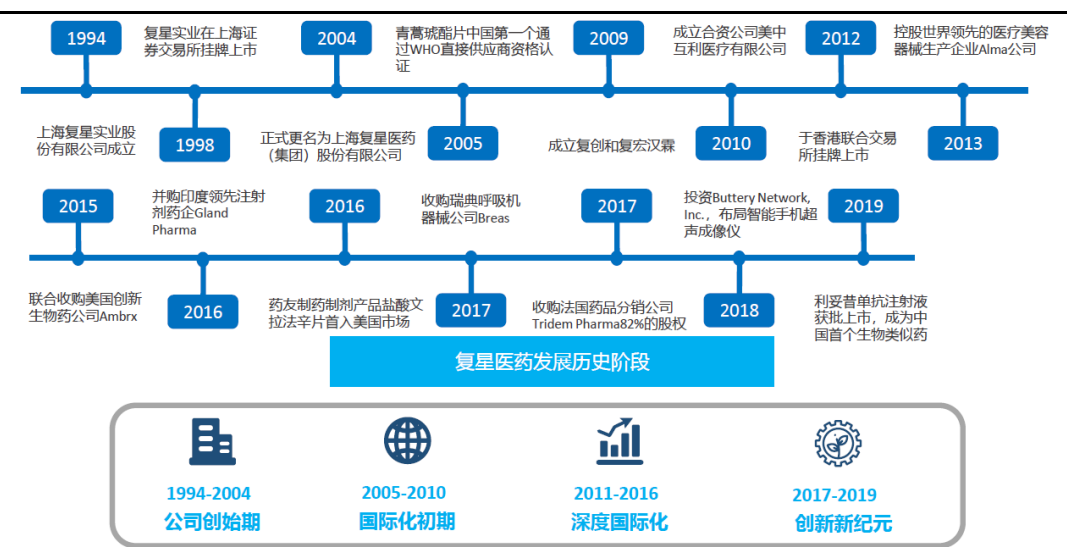 1994
复星实业在上海证
券交易所挂牌上市
2004
青蒿琥酯片中国第一个通
过WHO直接供应商资格认
证
2009
成立合资公司美中
互利医疗有限公司
2012
控股世界领先的医疗美容
器械生产企业Alma公司
上海复星实业股
份有限公司成立
1998
正式更名为上海复星医药
（集团）股份有限公司
2005
成立复创和复宏汉霖
2010
于香港联合交易
所挂牌上市
2013
2015
并购印度领先注射
剂药企Gland
Pharma
2016
收购瑞典呼吸机
器械公司Breas
2017
投资Buttery Network,
Inc.，布局智能手机超
声成像仪
2019
联合收购美国创新
生物药公司Ambrx
2016
药友制药制剂产品盐酸文
拉法辛片首入美国市场
2017
收购法国药品分销公司
Tridem Pharma82%的股权
2018
利妥昔单抗注射液
获批上市，成为中
国首个生物类似药
复星医药发展历史阶段
1994-2004
公司创始期
2005-2010
国际化初期
2011-2016
深度国际化
2017-2019
创新新纪元